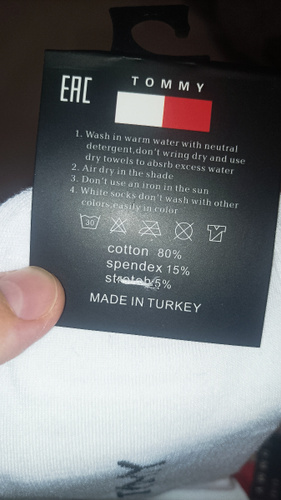 EAC
TOMMY
1. Wash in warm water with neutral
detergent,don't wring dry and use
dry towels to absrb excess water
2. Air dry in the shade
3. Don't use an iron in the sun
4. White socks don't wash with other
colors,easily in color
30
cotton 80%
spendex 15%
stretch 5%
MADE IN TURKEY